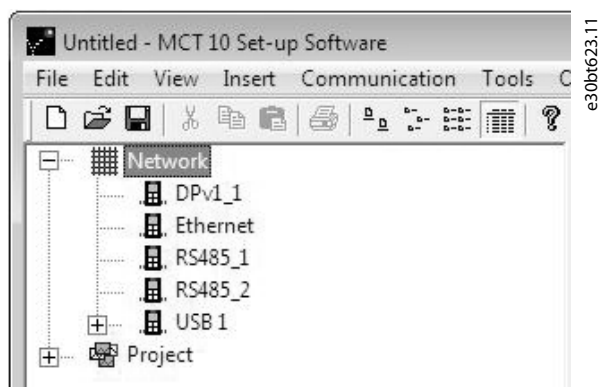 Untitled - MCT 10 Set-up Software
File Edit View Insert Communication Tools O
Network
DPv1_1
Ethernet
RS485_1
RS485_2
USB 1
Project
e30bt623.11